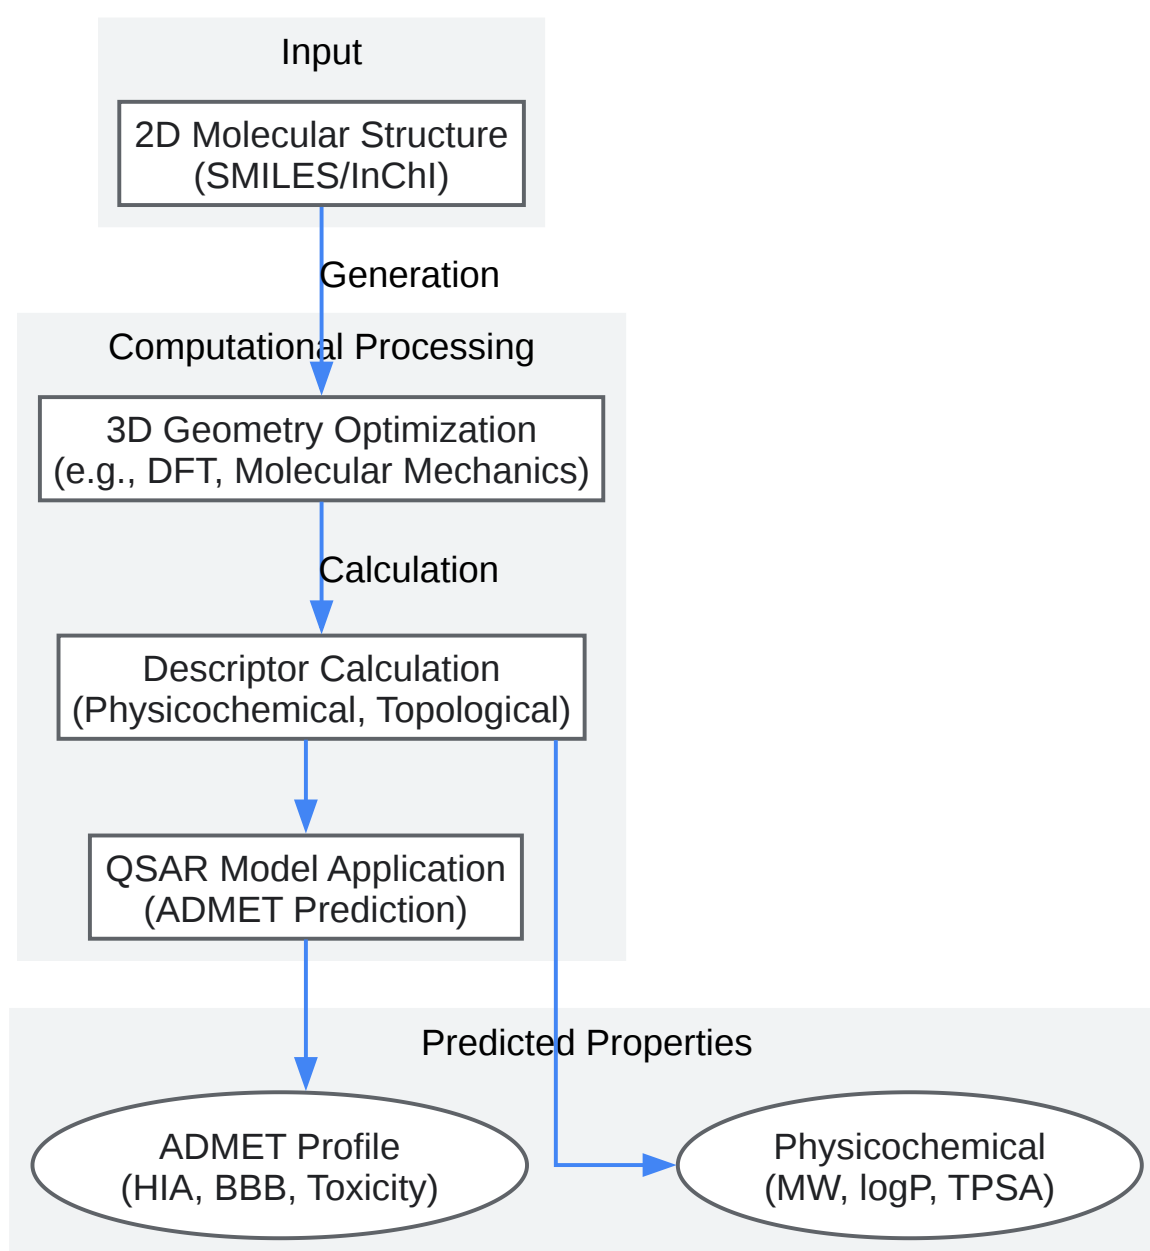 Input
2D Molecular Structure
(SMILES/InChI)
Generation
Computational Processing
3D Geometry Optimization
(e.g., DFT, Molecular Mechanics)
Calculation
Descriptor Calculation
(Physicochemical, Topological)
QSAR Model Application
(ADMET Prediction)
Predicted Properties
ADMET Profile
(HIA, BBB, Toxicity)
Physicochemical
(MW, logP, TPSA)